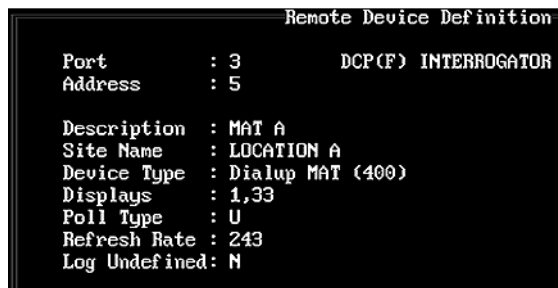 Remote Device Definition
Port : 3 DCP(F) INTERROGATOR
Address : 5
Description : MAT A
Site Name : LOCATION A
Device Type : Dialup MAT (400)
Displays : 1,33
Poll Type : U
Refresh Rate : 243
Log Undefined: N